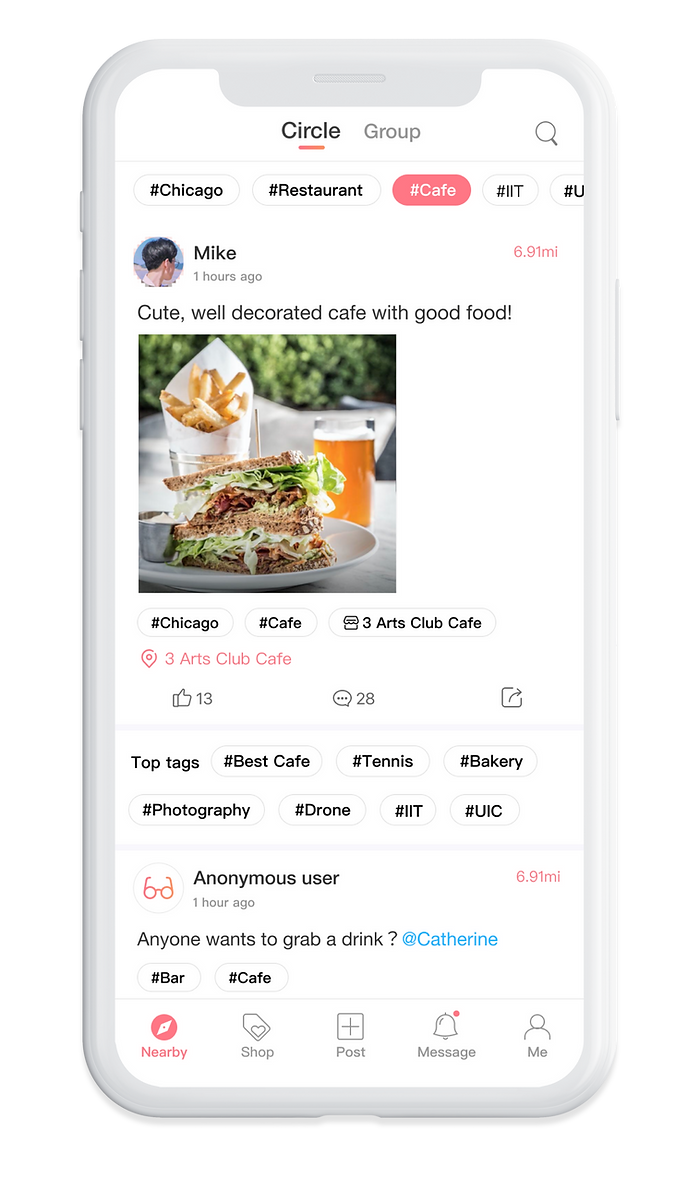 Circle Group
#Chicago #Restaurant #Cafe #IIT #U
Mike 6.91mi
1 hours ago
Cute, well decorated cafe with good food!
#Chicago #Cafe 3 Arts Club Cafe
3 Arts Club Cafe
13 28
Top tags #Best Cafe #Tennis #Bakery
#Photography #Drone #IIT #UIC
Anonymous user 6.91mi
1 hour ago
Anyone wants to grab a drink？@Catherine
#Bar #Cafe
Nearby Shop Post Message Me